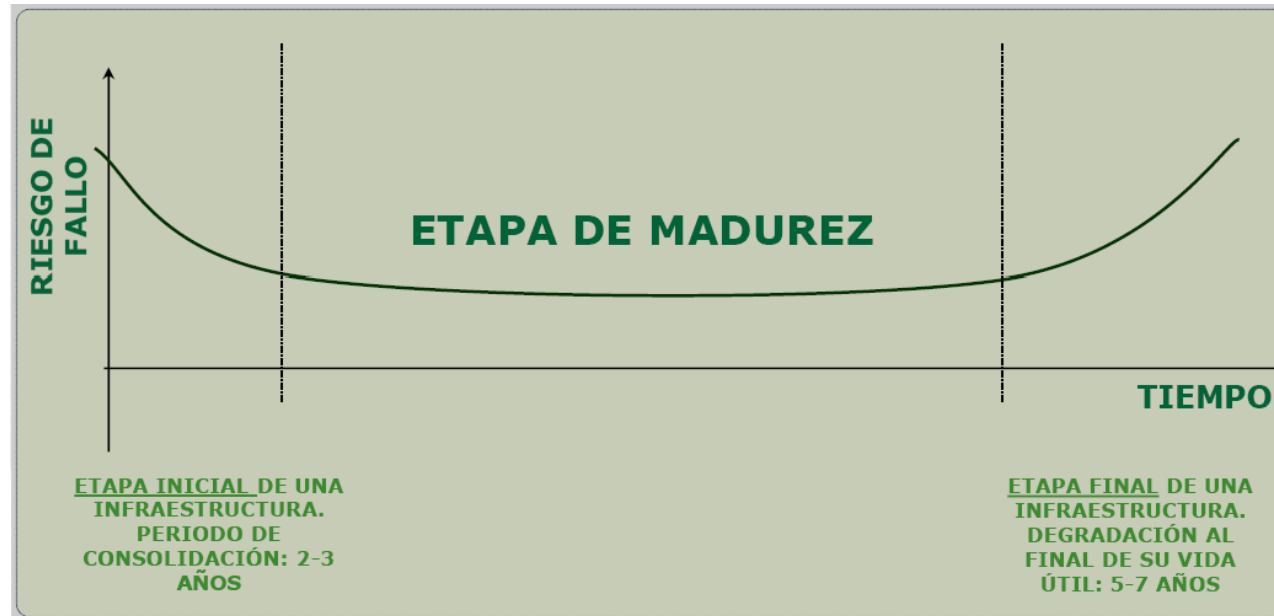 RIESGO DE
FALLO
ETAPA DE MADUREZ
TIEMPO
ETAPA INICIAL DE UNA
INFRAESTRUCTURA.
PERIODO DE
CONSOLIDACIÓN: 2-3
AÑOS
ETAPA FINAL DE UNA
INFRAESTRUCTURA.
DEGRADACIÓN AL
FINAL DE SU VIDA
ÚTIL: 5-7 AÑOS